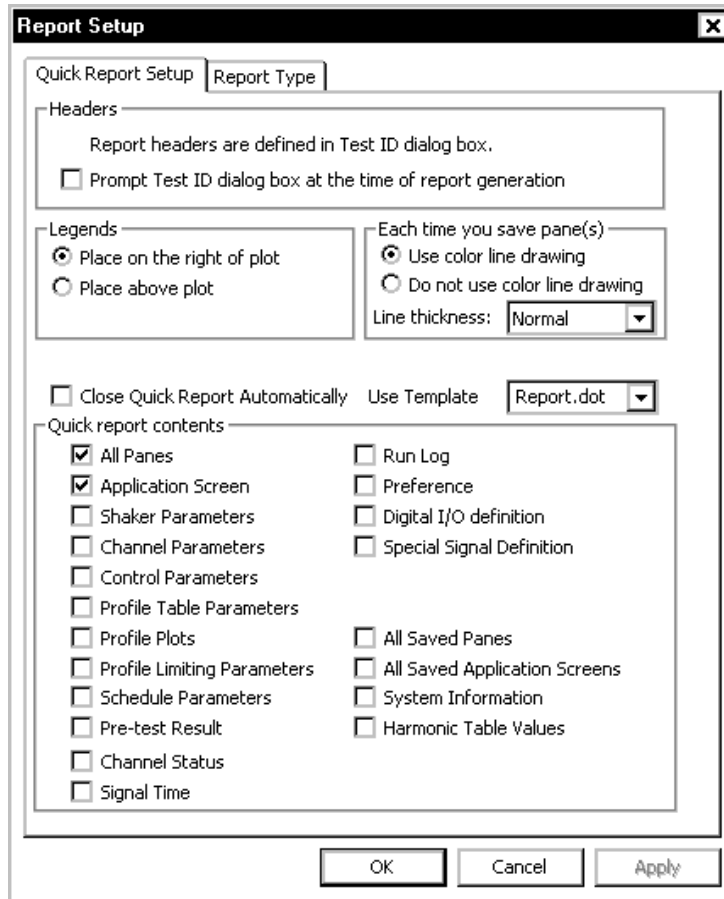 Report Setup
Quick Report Setup
Report Type
Headers
Report headers are defined in Test ID dialog box.
Prompt Test ID dialog box at the time of report generation
Legends
Place on the right of plot
Place above plot
Each time you save pane(s)
Use color line drawing
Do not use color line drawing
Line thickness: Normal
Close Quick Report Automatically
Use Template Report.dot
Quick report contents
All Panes
Application Screen
Shaker Parameters
Channel Parameters
Control Parameters
Profile Table Parameters
Profile Plots
Profile Limiting Parameters
Schedule Parameters
Pre-test Result
Channel Status
Signal Time
Run Log
Preference
Digital I/O definition
Special Signal Definition
All Saved Panes
All Saved Application Screens
System Information
Harmonic Table Values
OK
Cancel
Apply